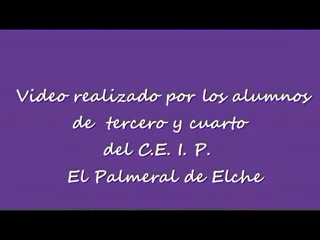 Video realizado por los alumnos
de tercero y cuarto
del C.E. I. P.
El Palmeral de Elche